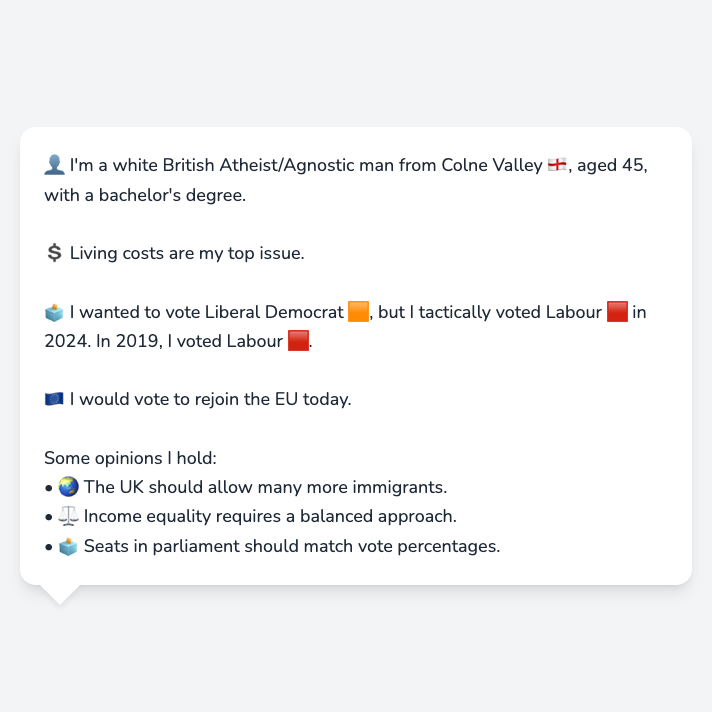 👤 I'm a white British Atheist/Agnostic man from Colne Valley 🏴󠁧󠁢󠁥󠁮󠁧󠁿, aged 45,
with a bachelor's degree.
💲 Living costs are my top issue.
🗳️ I wanted to vote Liberal Democrat 🟧, but I tactically voted Labour 🟥 in
2024. In 2019, I voted Labour 🟥.
🇪🇺 I would vote to rejoin the EU today.
Some opinions I hold:
• 🌏 The UK should allow many more immigrants.
• ⚖️ Income equality requires a balanced approach.
• 🗳️ Seats in parliament should match vote percentages.